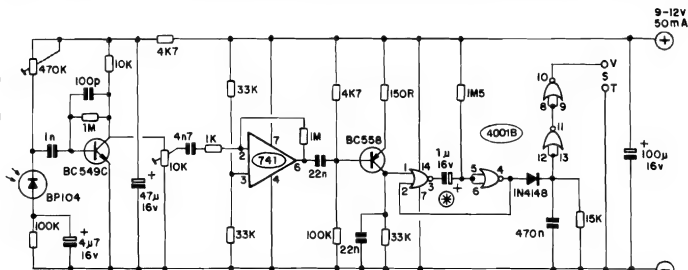 9-12V
50mA
4K7
470K
10K
100p
1M
1n
BC549C
BP104
100K
4μ7
16v
47μ
16v
4n7
1K
10K
33K
33K
741
2
3
7
4
6
1M
22n
4K7
100K
BC558
150R
22n
33K
1
2
14
7
3
1μ
16v
1M5
4001B
5
6
4
1N4148
10
8
9
11
12
13
V
S
T
470n
15K
100μ
16v